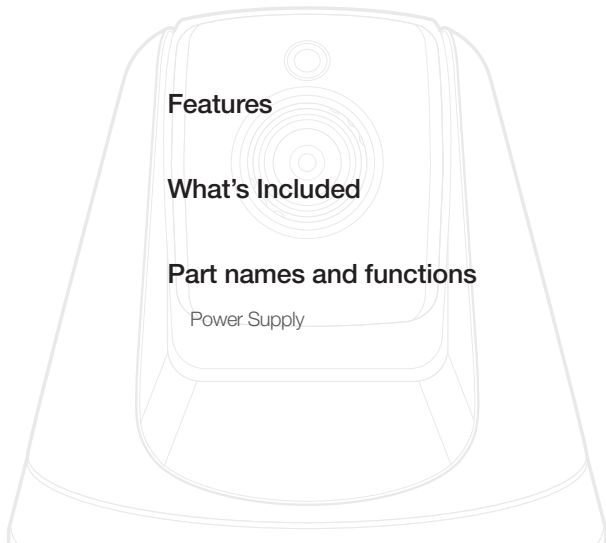 Features
What's Included
Part names and functions
Power Supply